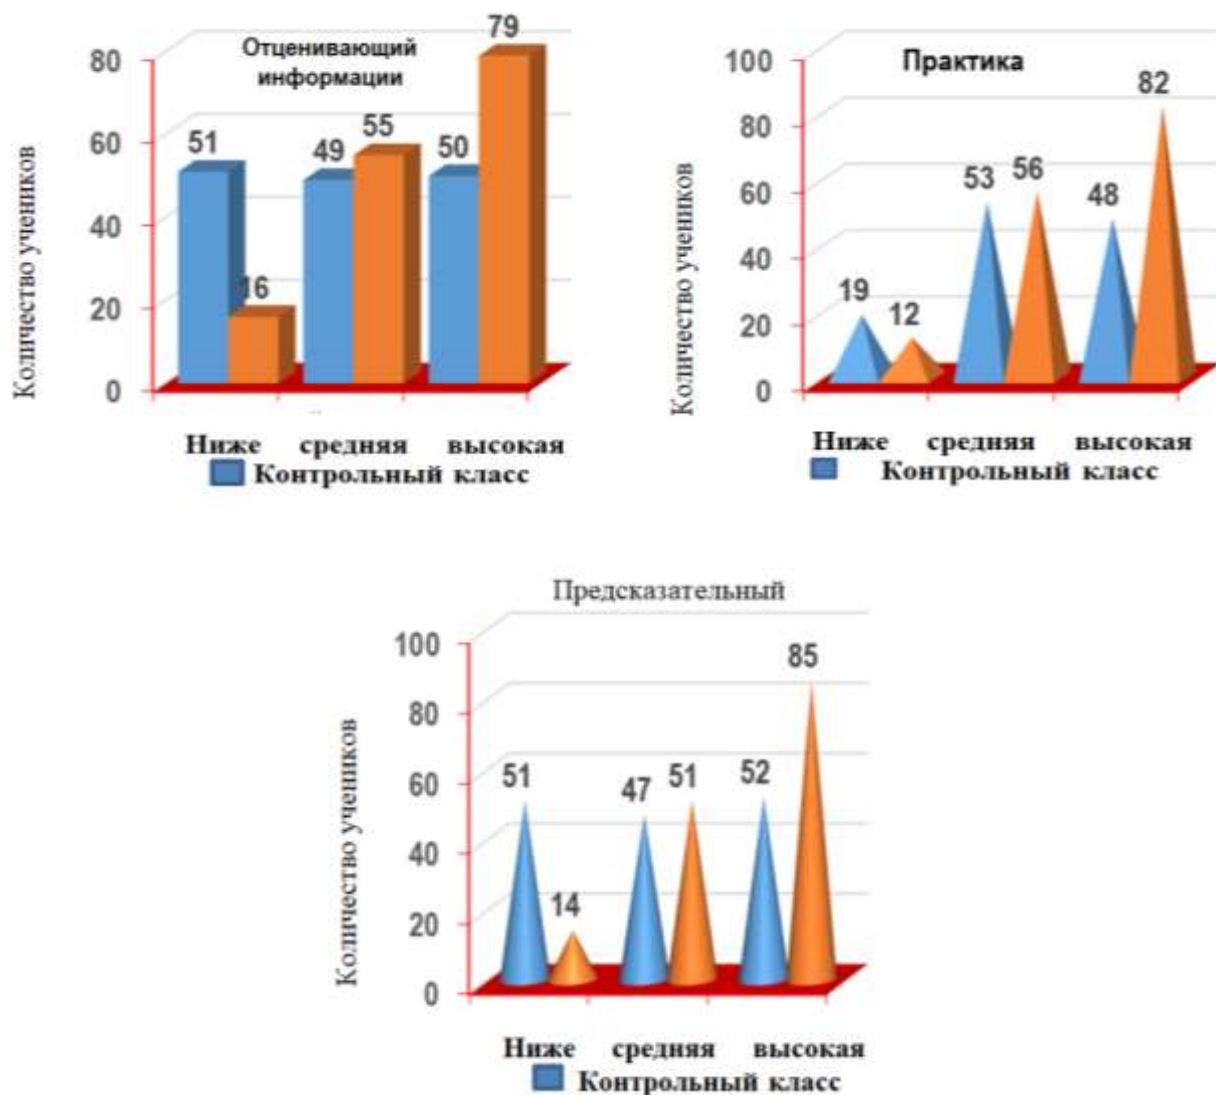 Отценивающий
информации
Количество учеников
80
60
40
20
0
51
16
49
55
50
79
Ниже средняя высокая
Контрольный класс
Практика
Количество учеников
100
80
60
40
20
0
19
12
53
56
48
82
Ниже средняя высокая
Контрольный класс
Предсказательный
Количество учеников
100
80
60
40
20
0
51
14
47
51
52
85
Ниже средняя высокая
Контрольный класс